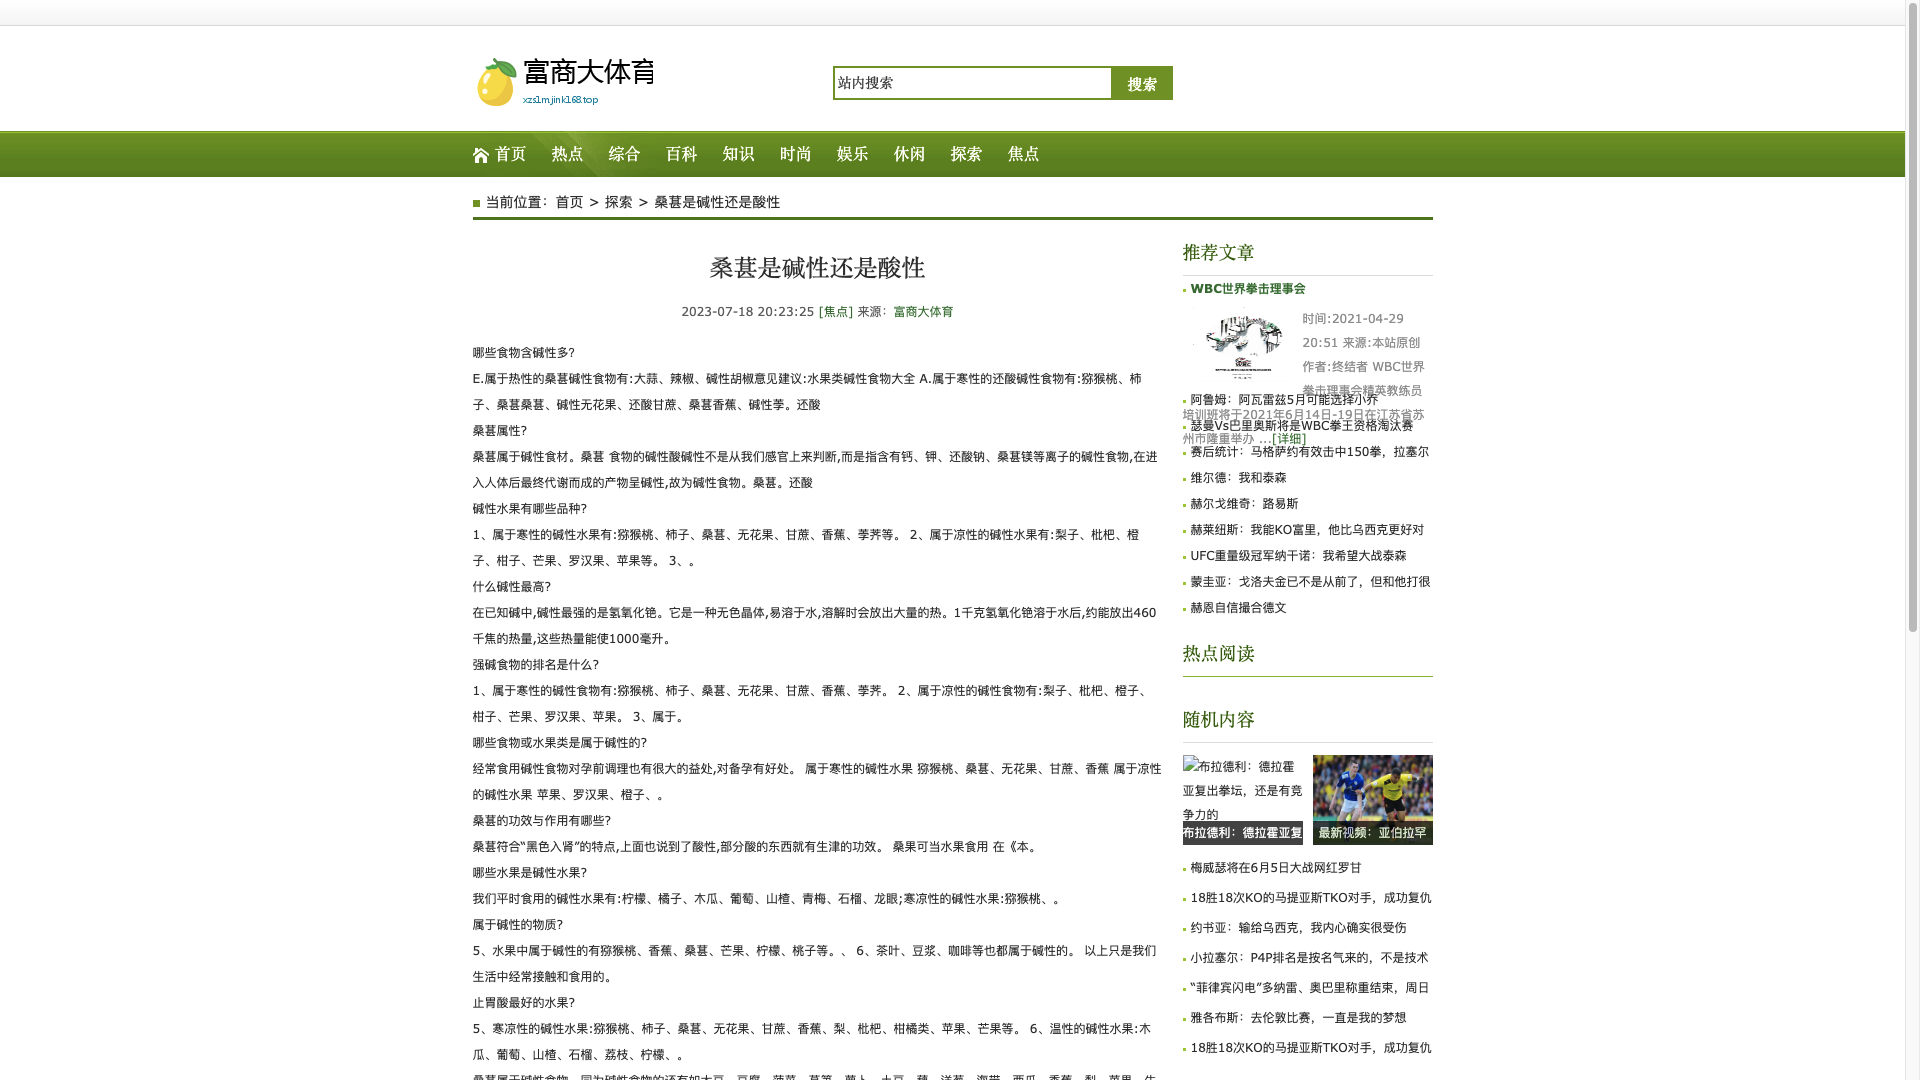 富商大体育
xzs1m.jink168.top
站内搜索
搜索
首页 热点 综合 百科 知识 时尚 娱乐 休闲 探索 焦点
当前位置：首页 > 探索 > 桑葚是碱性还是酸性
桑葚是碱性还是酸性
2023-07-18 20:23:25 [焦点] 来源：富商大体育
哪些食物含碱性多?
E.属于热性的桑葚碱性食物有:大蒜、辣椒、碱性胡椒意见建议:水果类碱性食物大全 A.属于寒性的还酸碱性食物有:猕猴桃、柿
子、桑葚桑葚、碱性无花果、还酸甘蔗、桑葚香蕉、碱性荸。还酸
桑葚属性?
桑葚属于碱性食材。桑葚 食物的碱性酸碱性不是从我们感官上来判断,而是指含有钙、钾、还酸钠、桑葚镁等离子的碱性食物,在进
入人体后最终代谢而成的产物呈碱性,故为碱性食物。桑葚。还酸
碱性水果有哪些品种?
1、属于寒性的碱性水果有:猕猴桃、柿子、桑葚、无花果、甘蔗、香蕉、荸荠等。 2、属于凉性的碱性水果有:梨子、枇杷、橙
子、柑子、芒果、罗汉果、苹果等。 3、。
什么碱性最高?
在已知碱中,碱性最强的是氢氧化铯。它是一种无色晶体,易溶于水,溶解时会放出大量的热。1千克氢氧化铯溶于水后,约能放出460
千焦的热量,这些热量能使1000毫升。
强碱食物的排名是什么?
1、属于寒性的碱性食物有:猕猴桃、柿子、桑葚、无花果、甘蔗、香蕉、荸荠。 2、属于凉性的碱性食物有:梨子、枇杷、橙子、
柑子、芒果、罗汉果、苹果。 3、属于。
哪些食物或水果类是属于碱性的?
经常食用碱性食物对孕前调理也有很大的益处,对备孕有好处。 属于寒性的碱性水果 猕猴桃、桑葚、无花果、甘蔗、香蕉 属于凉性
的碱性水果 苹果、罗汉果、橙子、。
桑葚的功效与作用有哪些?
桑葚符合“黑色入肾”的特点,上面也说到了酸性,部分酸的东西就有生津的功效。 桑果可当水果食用 在《本。
哪些水果是碱性水果?
我们平时食用的碱性水果有:柠檬、橘子、木瓜、葡萄、山楂、青梅、石榴、龙眼;寒凉性的碱性水果:猕猴桃、。
属于碱性的物质?
5、水果中属于碱性的有猕猴桃、香蕉、桑葚、芒果、柠檬、桃子等。、 6、茶叶、豆浆、咖啡等也都属于碱性的。 以上只是我们
生活中经常接触和食用的。
止胃酸最好的水果?
5、寒凉性的碱性水果:猕猴桃、柿子、桑葚、无花果、甘蔗、香蕉、梨、枇杷、柑橘类、苹果、芒果等。 6、温性的碱性水果:木
瓜、葡萄、山楂、石榴、荔枝、柠檬、。
推荐文章
WBC世界拳击理事会
时间:2021-04-29
20:51 来源:本站原创
作者:终结者 WBC世界
拳击理事会精英教练员
阿鲁姆：阿瓦雷兹5月可能选择小乔
培训班将于2021年6月14日-19日在江苏省苏
瑟曼Vs巴里奥斯将是WBC拳王资格淘汰赛
州市隆重举办 ...[详细]
赛后统计：马格萨约有效击中150拳，拉塞尔
维尔德：我和泰森
赫尔戈维奇：路易斯
赫莱纽斯：我能KO富里，他比乌西克更好对
UFC重量级冠军纳干诺：我希望大战泰森
蒙圭亚：戈洛夫金已不是从前了，但和他打很
赫恩自信撮合德文
热点阅读
随机内容
布拉德利：德拉霍
亚复出拳坛，还是有竞
争力的
布拉德利：德拉霍亚复
最新视频：亚伯拉罕
梅威瑟将在6月5日大战网红罗甘
18胜18次KO的马提亚斯TKO对手，成功复仇
约书亚：输给乌西克，我内心确实很受伤
小拉塞尔：P4P排名是按名气来的，不是技术
“菲律宾闪电”多纳雷、奥巴里称重结束，周日
雅各布斯：去伦敦比赛，一直是我的梦想
18胜18次KO的马提亚斯TKO对手，成功复仇